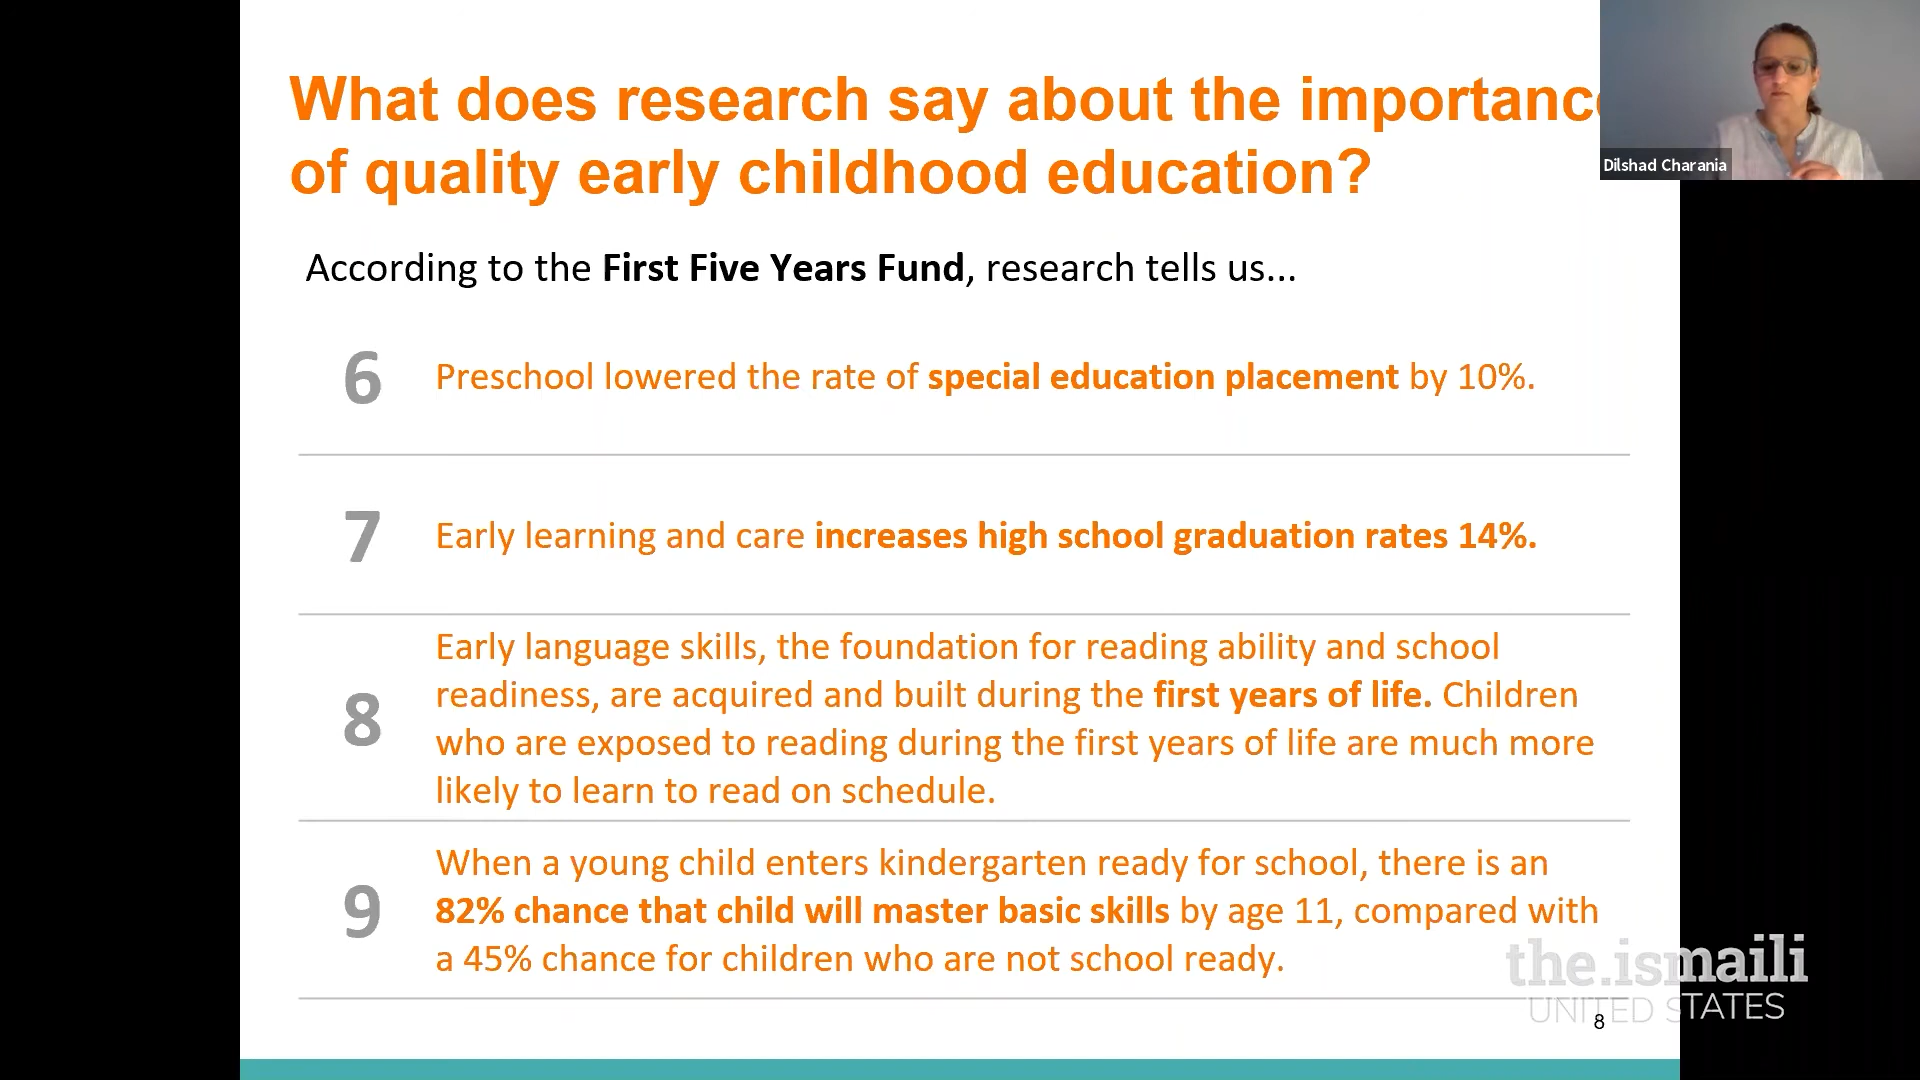 What does research say about the importance
of quality early childhood education?
Dilshad Charania
According to the First Five Years Fund, research tells us...
6 Preschool lowered the rate of special education placement by 10%.
7 Early learning and care increases high school graduation rates 14%.
8 Early language skills, the foundation for reading ability and school
readiness, are acquired and built during the first years of life. Children
who are exposed to reading during the first years of life are much more
likely to learn to read on schedule.
9 When a young child enters kindergarten ready for school, there is an
82% chance that child will master basic skills by age 11, compared with
a 45% chance for children who are not school ready.
the.ismaili
UNITED STATES
8